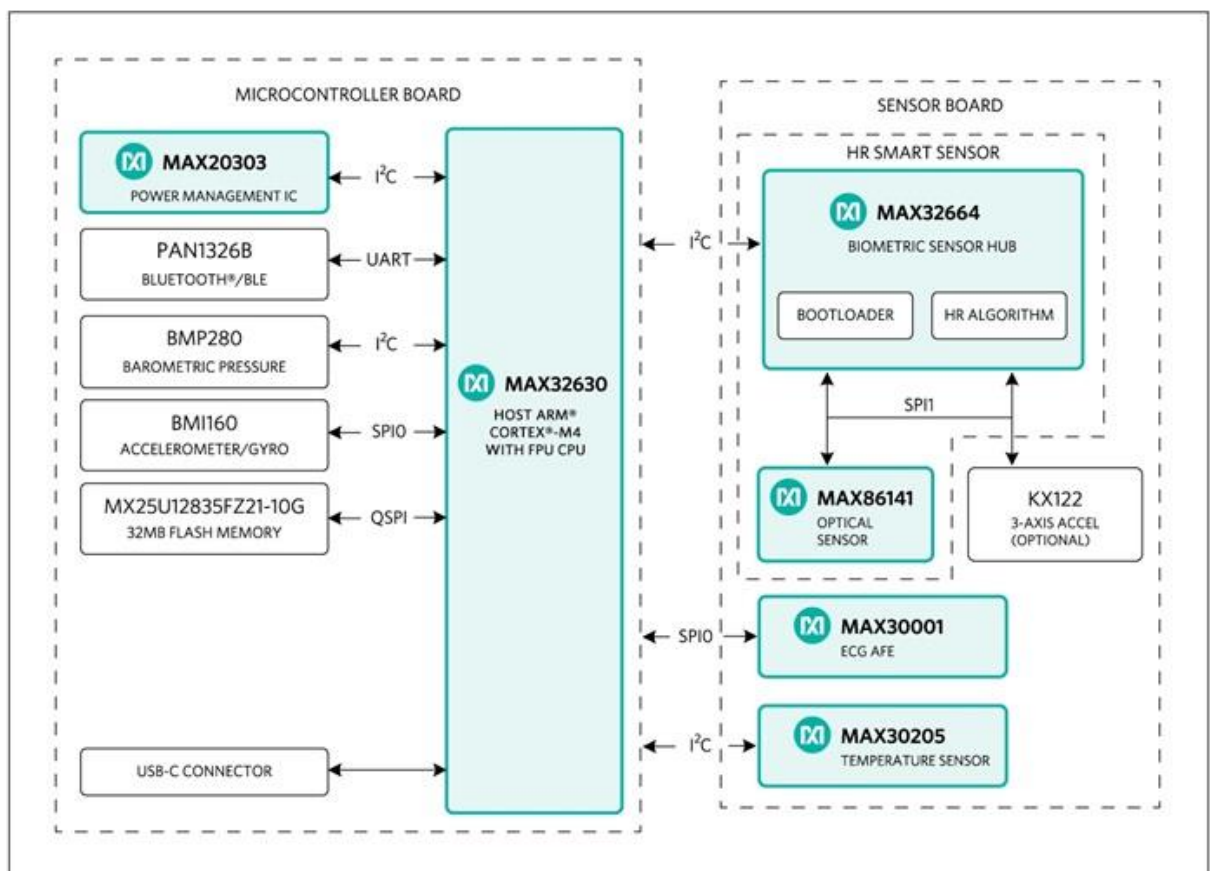 MICROCONTROLLER BOARD
MAX20303
POWER MANAGEMENT IC
I²C
PAN1326B
BLUETOOTH®/BLE
UART
BMP280
BAROMETRIC PRESSURE
I²C
BMI160
ACCELEROMETER/GYRO
SPI0
MX25U12835FZ21-10G
32MB FLASH MEMORY
QSPI
USB-C CONNECTOR
MAX32630
HOST ARM®
CORTEX®-M4
WITH FPU CPU
I²C
SPI0
I²C
SENSOR BOARD
HR SMART SENSOR
MAX32664
BIOMETRIC SENSOR HUB
BOOTLOADER
HR ALGORITHM
SPI1
MAX86141
OPTICAL
SENSOR
KX122
3-AXIS ACCEL
(OPTIONAL)
MAX30001
ECG AFE
MAX30205
TEMPERATURE SENSOR